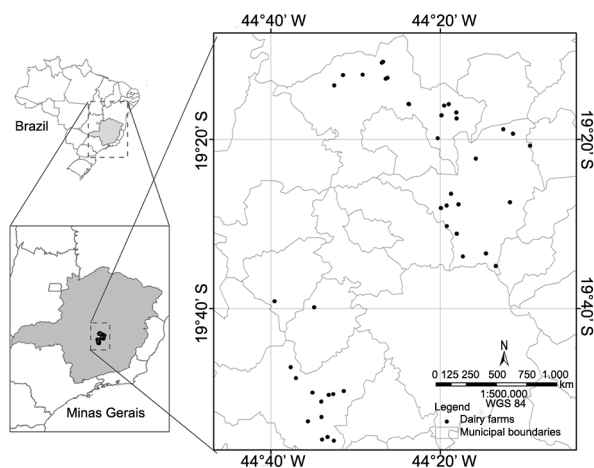 44°40' W
44°20' W
Brazil
19°20' S
19°20' S
19°40' S
19°40' S
N
0 125 250 500 750 1.000
km
1:500.000
WGS 84
Legend
Dairy farms
Municipal boundaries
Minas Gerais
44°40' W
44°20' W